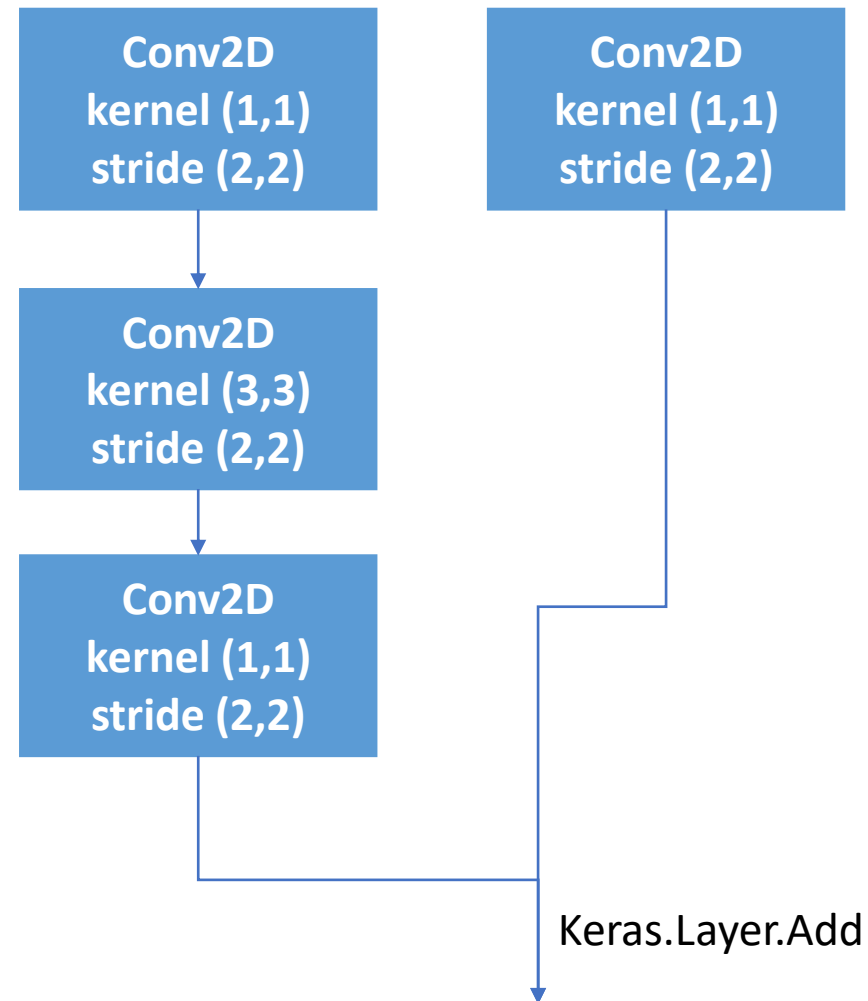 Conv2D
kernel (1,1)
stride (2,2)
Conv2D
kernel (1,1)
stride (2,2)
Conv2D
kernel (3,3)
stride (2,2)
Conv2D
kernel (1,1)
stride (2,2)
Keras.Layer.Add